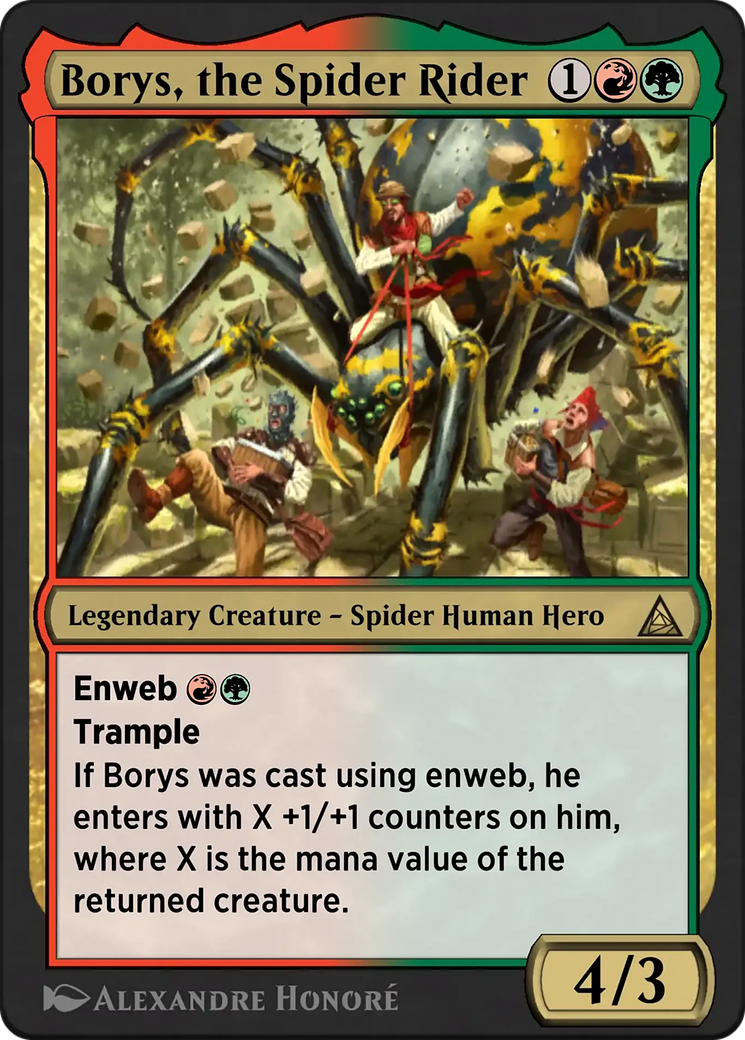 Borys, the Spider Rider 1
Legendary Creature – Spider Human Hero
Enweb
Trample
If Borys was cast using enweb, he
enters with X +1/+1 counters on him,
where X is the mana value of the
returned creature.
4/3
Alexandre Honoré